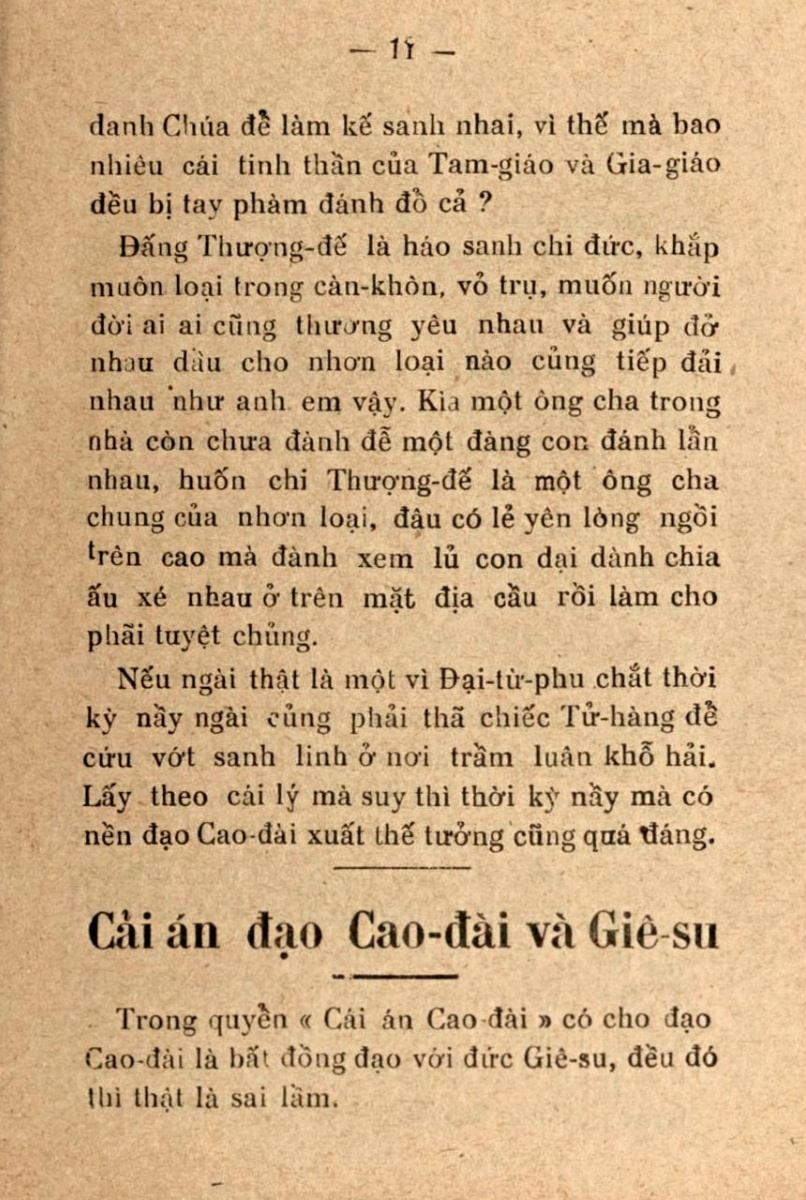 — 11 —
danh Chúa để làm kế sanh nhai, vì thế mà bao
nhiêu cái tinh thần của Tam-giáo và Gia-giáo
đều bị tay phàm đánh đổ cả ?
Đấng Thượng-đế là háo sanh chi đức, khắp
muôn loại trong càn-khôn, vỏ trụ, muốn người
đời ai ai cũng thương yêu nhau và giúp đở
nhau dầu cho nhơn loại nào củng tiếp đải
nhau như anh em vậy. Kìa một ông cha trong
nhà còn chưa đành để một đàng con đánh lẫn
nhau, huốn chi Thượng-đế là một ông cha
chung của nhơn loại, đâu có lẻ yên lòng ngồi
trên cao mà đành xem lủ con dại dành chia
ấu xé nhau ở trên mặt địa cầu rồi làm cho
phãi tuyệt chủng.
Nếu ngài thật là một vì Đại-từ-phu chắt thời
kỳ nầy ngài củng phải thã chiếc Tử-hàng để
cứu vớt sanh linh ở nơi trầm luân khỗ hải.
Lấy theo cái lý mà suy thì thời kỳ nầy mà có
nền đạo Cao-đài xuất thế tưởng cũng quá đáng.
Cải án đạo Cao-đài và Giê-su
Trong quyển « Cải án Cao-đài » có cho đạo
Cao-đài là bất đồng đạo với đức Giê-su, đều đó
thì thật là sai lầm.